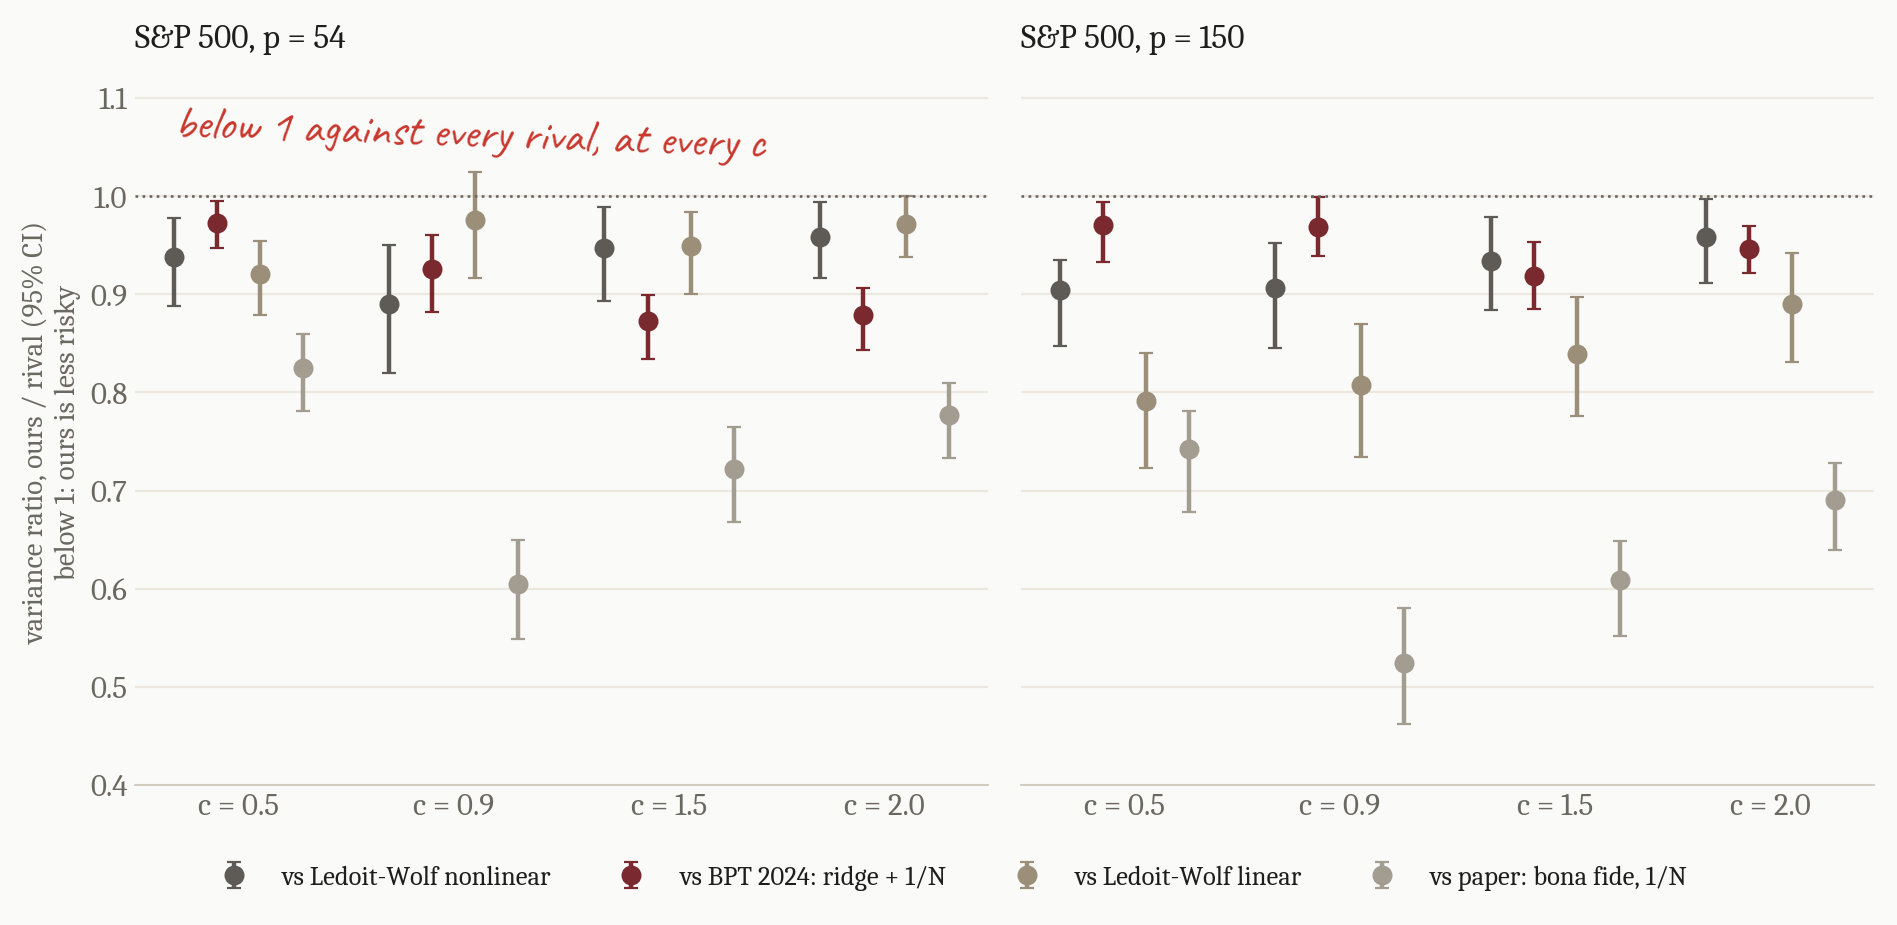 S&P 500, p = 54
S&P 500, p = 150
below 1 against every rival, at every c
variance ratio, ours / rival (95% CI)
below 1: ours is less risky
1.1
1.0
0.9
0.8
0.7
0.6
0.5
0.4
c = 0.5
c = 0.9
c = 1.5
c = 2.0
c = 0.5
c = 0.9
c = 1.5
c = 2.0
vs Ledoit-Wolf nonlinear
vs BPT 2024: ridge + 1/N
vs Ledoit-Wolf linear
vs paper: bona fide, 1/N